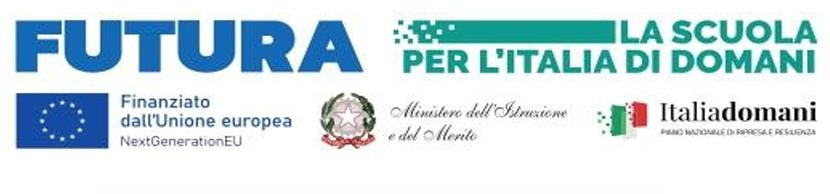 FUTURA
LA SCUOLA
PER L'ITALIA DI DOMANI
Finanziato
dall'Unione europea
NextGenerationEU
Ministero dell'Istruzione
e del Merito
Italiadomani
PIANO NAZIONALE DI RIPRESA E RESILIENZA